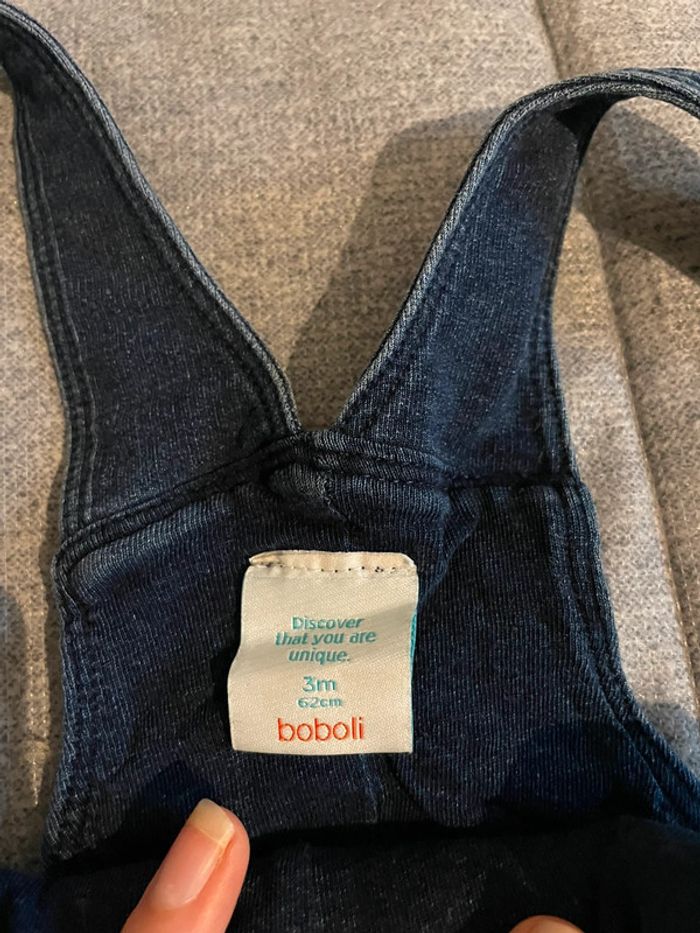 Discover
that you are
unique.
3m
62cm
boboli